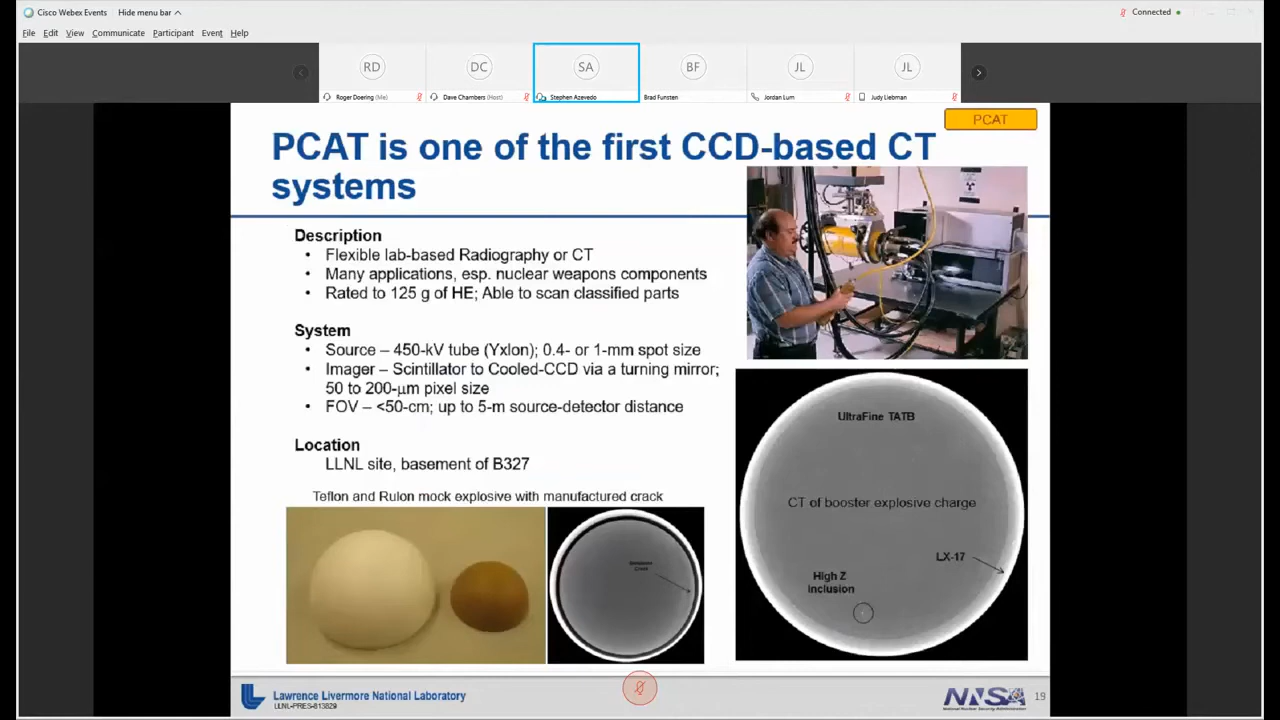 Cisco Webex Events Hide menu bar
Connected
File Edit View Communicate Participant Event Help
RD DC SA BF JL JL
Roger Doering (Me) Dave Chambers (Host) Stephen Azevedo Brad Funsten Jordan Lum Judy Liebman
PCAT
PCAT is one of the first CCD-based CT
systems
Description
• Flexible lab-based Radiography or CT
• Many applications, esp. nuclear weapons components
• Rated to 125 g of HE; Able to scan classified parts
System
• Source – 450-kV tube (Yxlon); 0.4- or 1-mm spot size
• Imager – Scintillator to Cooled-CCD via a turning mirror;
50 to 200-μm pixel size
• FOV – <50-cm; up to 5-m source-detector distance
Location
LLNL site, basement of B327
Teflon and Rulon mock explosive with manufactured crack
Crack
UltraFine TATB
CT of booster explosive charge
LX-17
High Z
Inclusion
Lawrence Livermore National Laboratory
LLNL-PRES-813829
NNSA
National Nuclear Security Administration
19